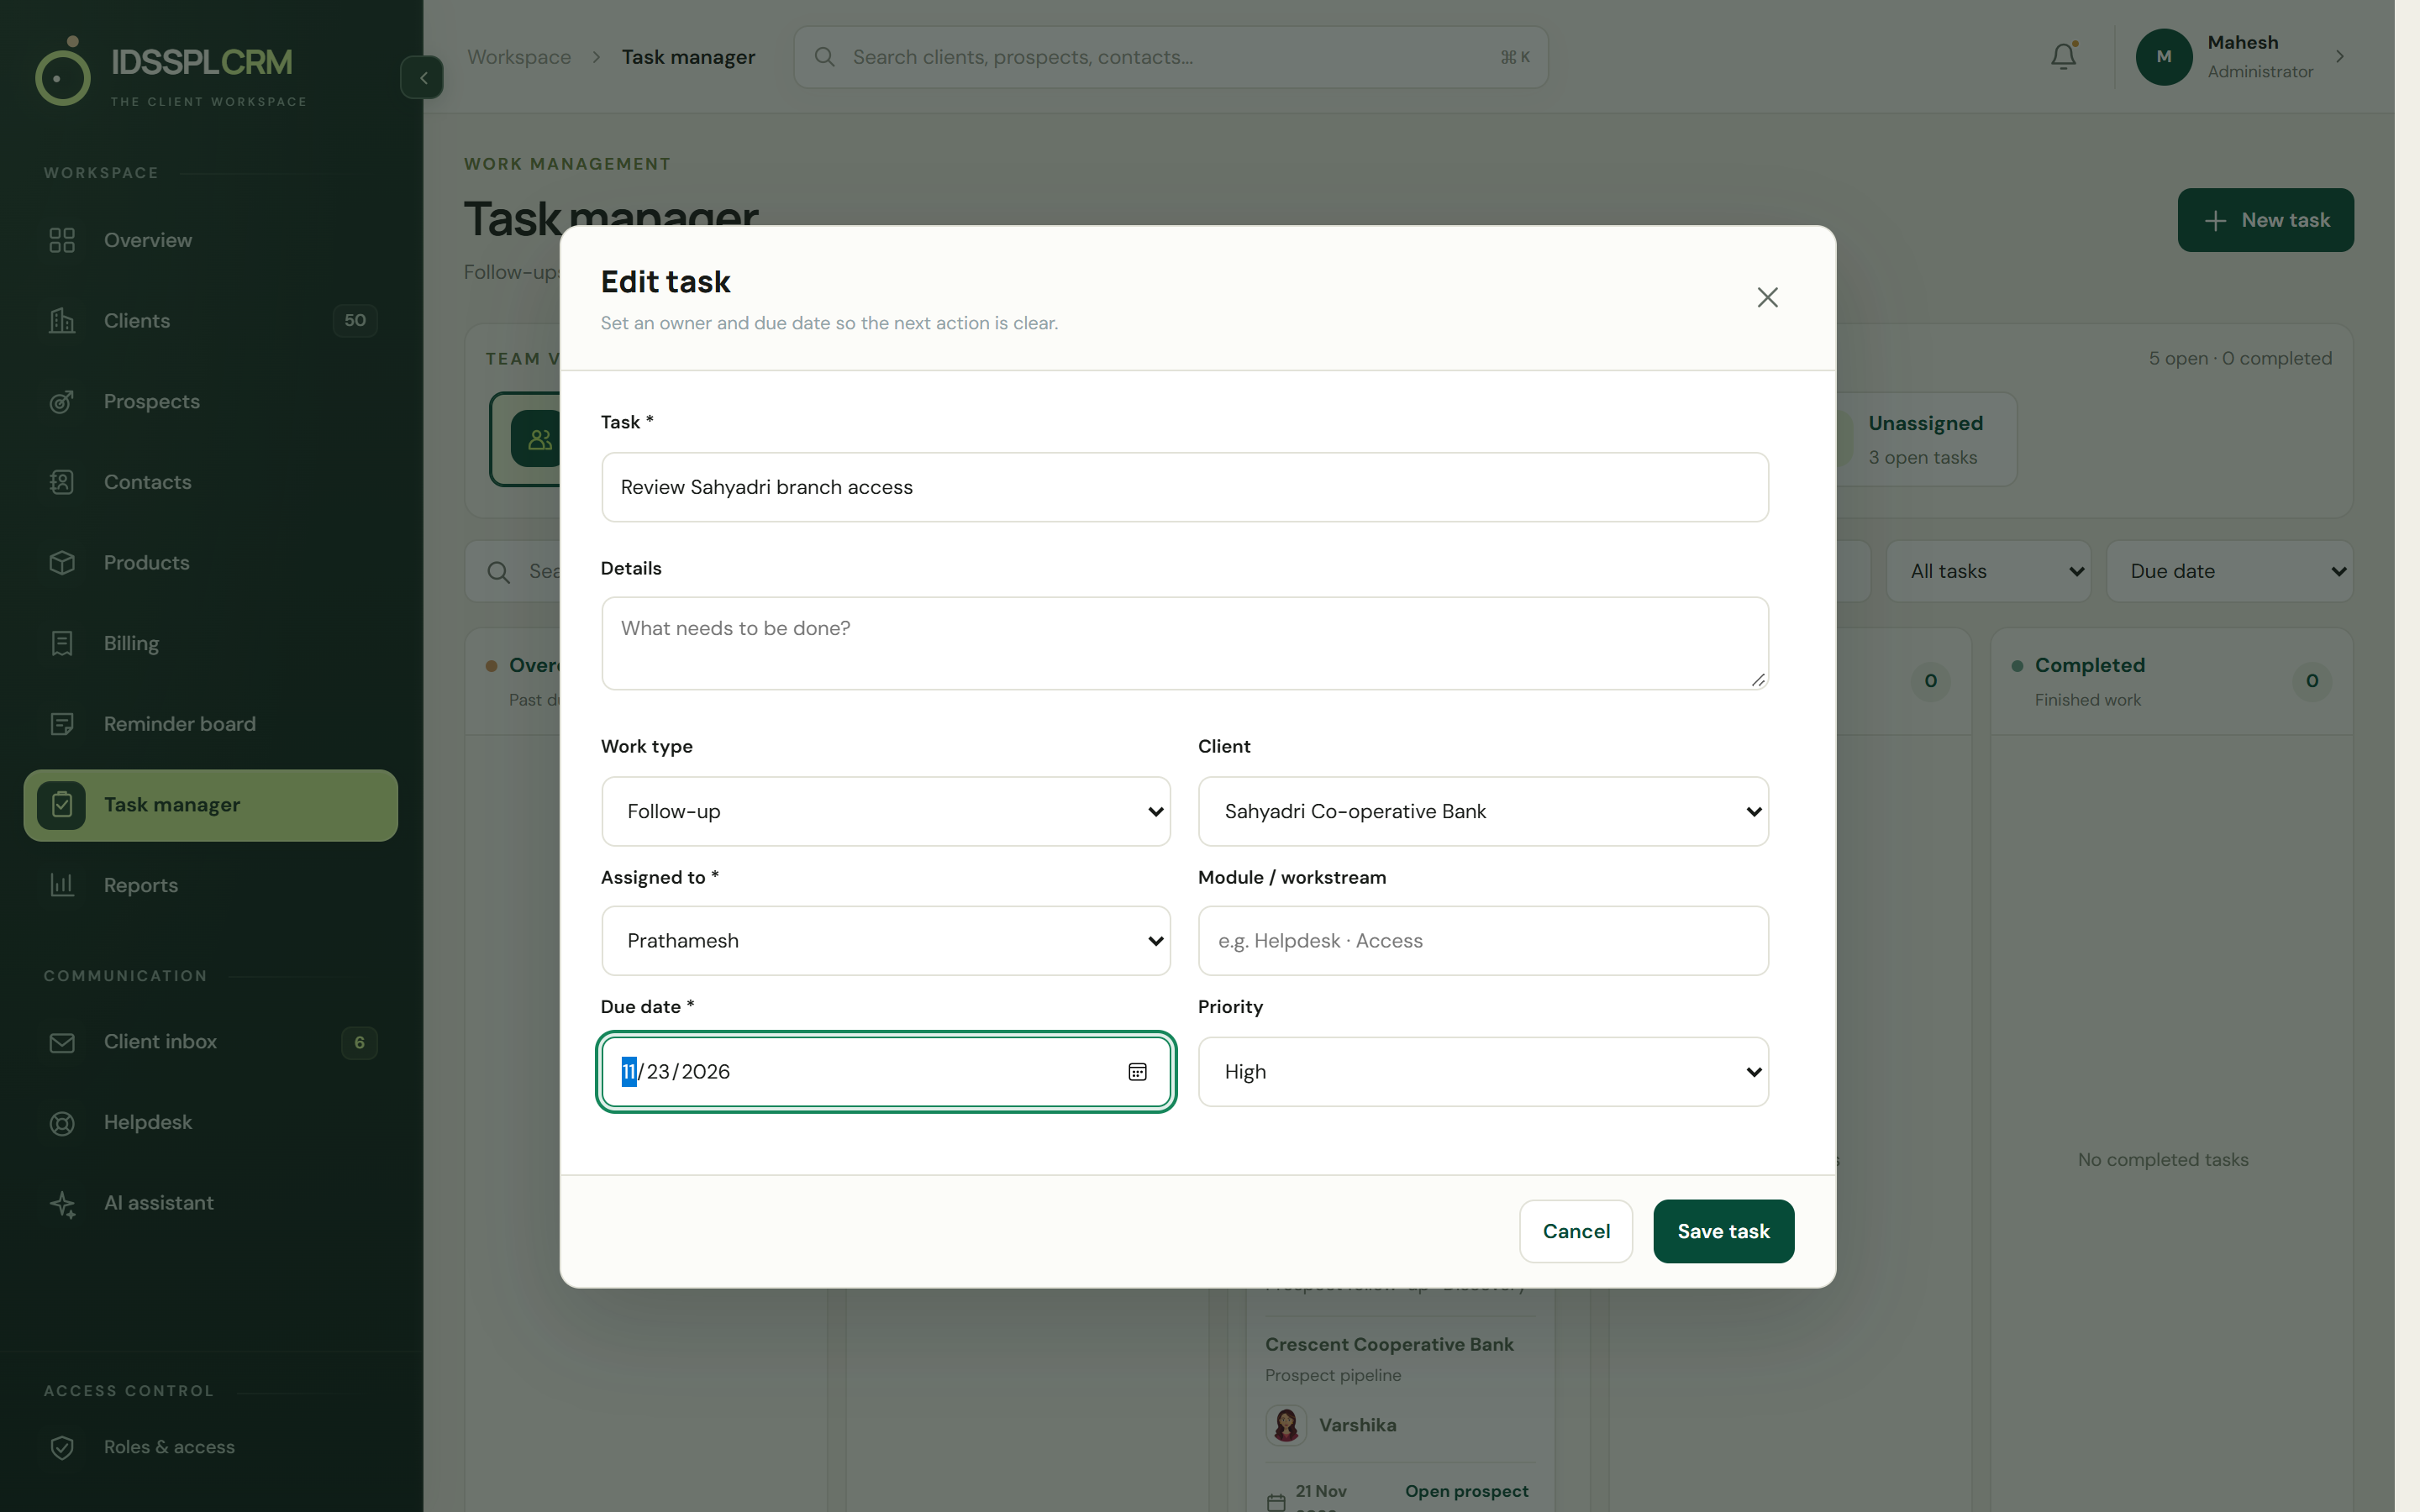 IDSSPLCRM
THE CLIENT WORKSPACE
WORKSPACE
Overview
Clients 50
Prospects
Contacts
Products
Billing
Reminder board
Task manager
Reports
COMMUNICATION
Client inbox 6
Helpdesk
AI assistant
ACCESS CONTROL
Roles & access
Workspace > Task manager
Search clients, prospects, contacts...
⌘ K
M
Mahesh
Administrator
WORK MANAGEMENT
Task manager
New task
5 open · 0 completed
Unassigned
3 open tasks
All tasks
Due date
0
Completed
Finished work
0
No completed tasks
Edit task
Set an owner and due date so the next action is clear.
Task *
Review Sahyadri branch access
Details
What needs to be done?
Work type
Follow-up
Client
Sahyadri Co-operative Bank
Assigned to *
Prathamesh
Module / workstream
e.g. Helpdesk · Access
Due date *
11/23/2026
Priority
High
Cancel
Save task
Crescent Cooperative Bank
Prospect pipeline
Varshika
21 Nov
Open prospect